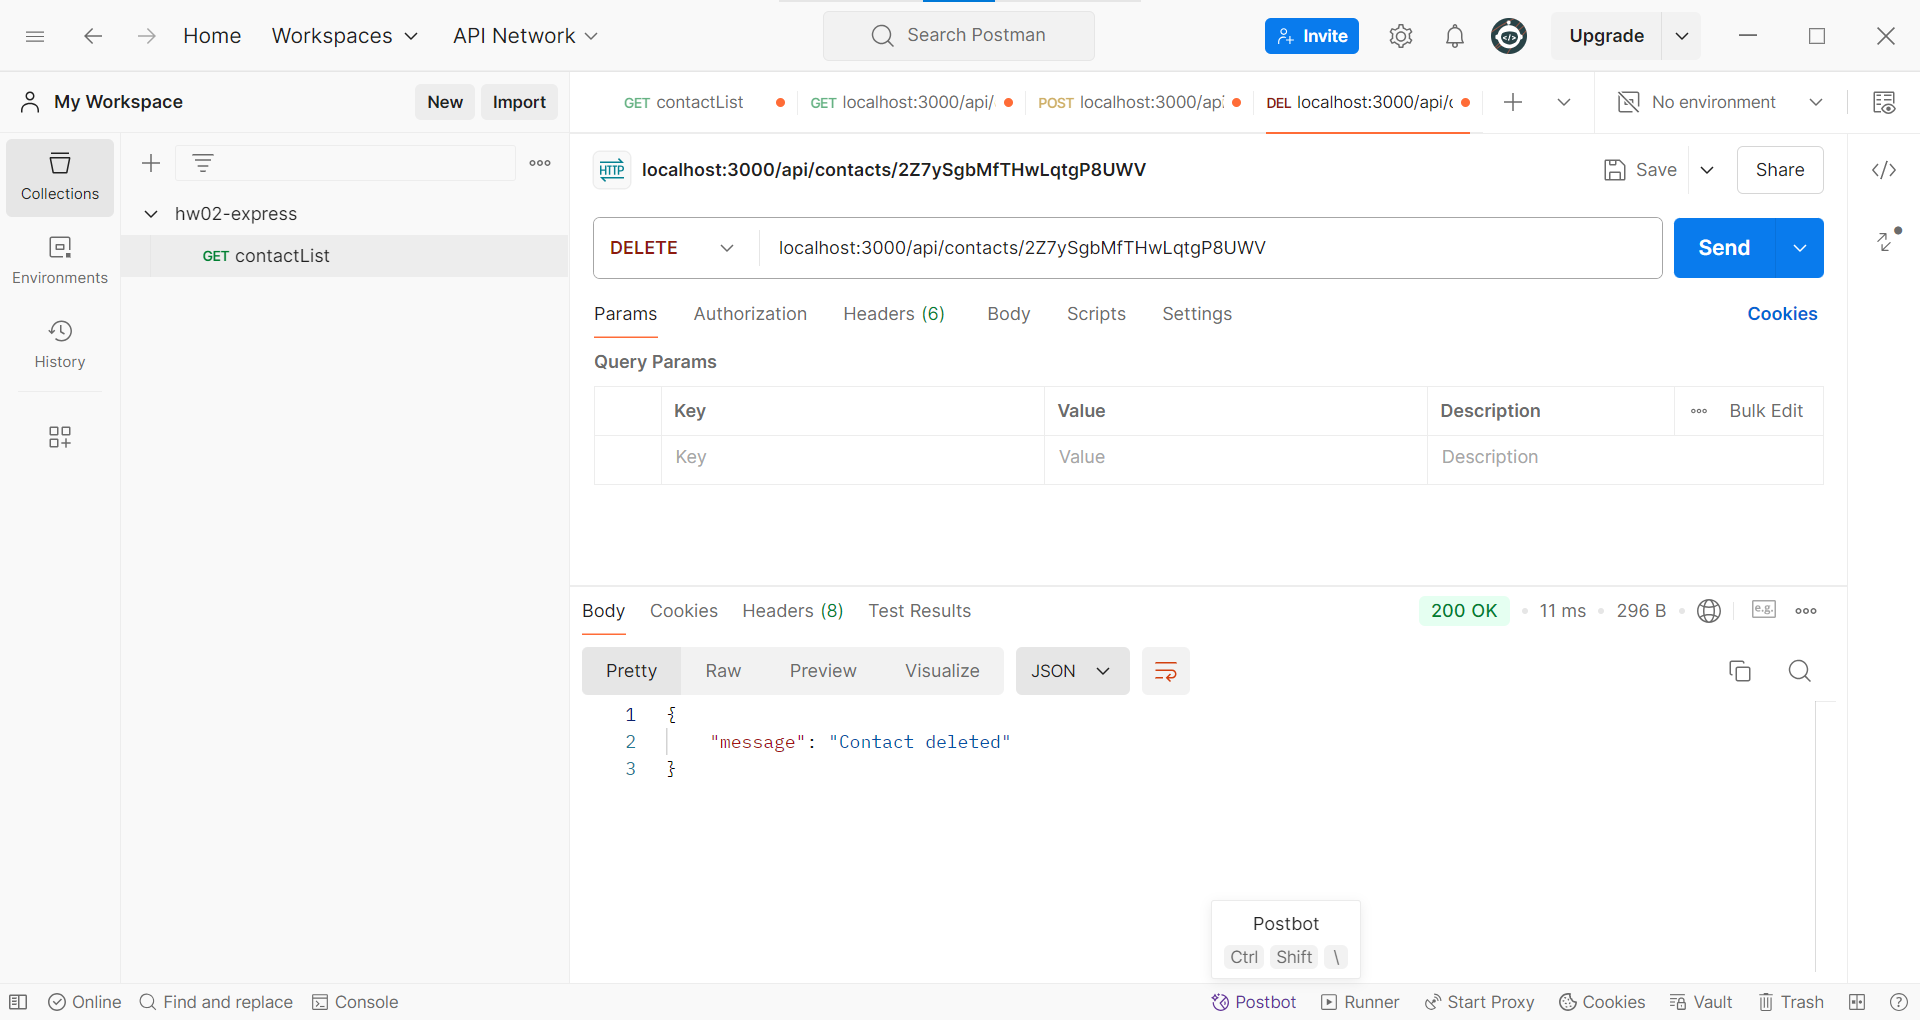 Home Workspaces API Network Search Postman Invite Upgrade
My Workspace New Import
GET contactList GET localhost:3000/api/ POST localhost:3000/api DEL localhost:3000/api/c No environment
Collections
Environments
History
hw02-express
GET contactList
HTTP localhost:3000/api/contacts/2Z7ySgbMfTHwLqtgP8UWV Save Share
DELETE localhost:3000/api/contacts/2Z7ySgbMfTHwLqtgP8UWV Send
Params Authorization Headers (6) Body Scripts Settings Cookies
Query Params
Key Value Description Bulk Edit
Key Value Description
Body Cookies Headers (8) Test Results 200 OK 11 ms 296 B e.g.
Pretty Raw Preview Visualize JSON
1 {
2 "message": "Contact deleted"
3 }
Postbot
Ctrl Shift \
Online Find and replace Console Postbot Runner Start Proxy Cookies Vault Trash